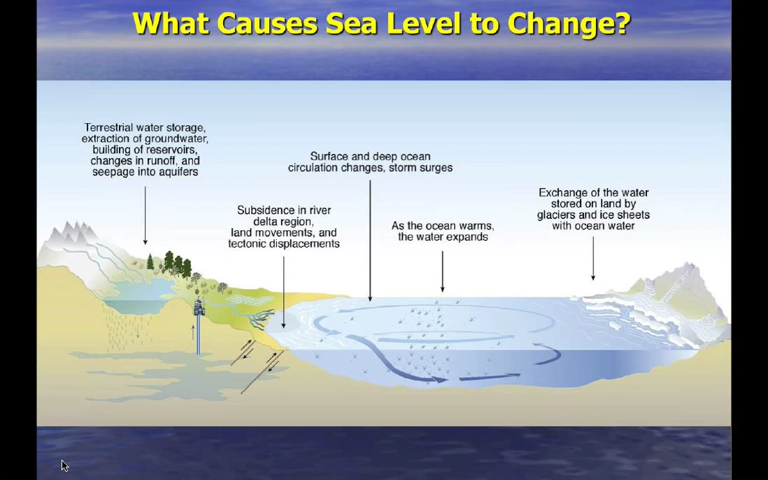 What Causes Sea Level to Change?
Terrestrial water storage,
extraction of groundwater,
building of reservoirs,
changes in runoff, and
seepage into aquifers
Surface and deep ocean
circulation changes, storm surges
Subsidence in river
delta region,
land movements, and
tectonic displacements
As the ocean warms,
the water expands
Exchange of the water
stored on land by
glaciers and ice sheets
with ocean water